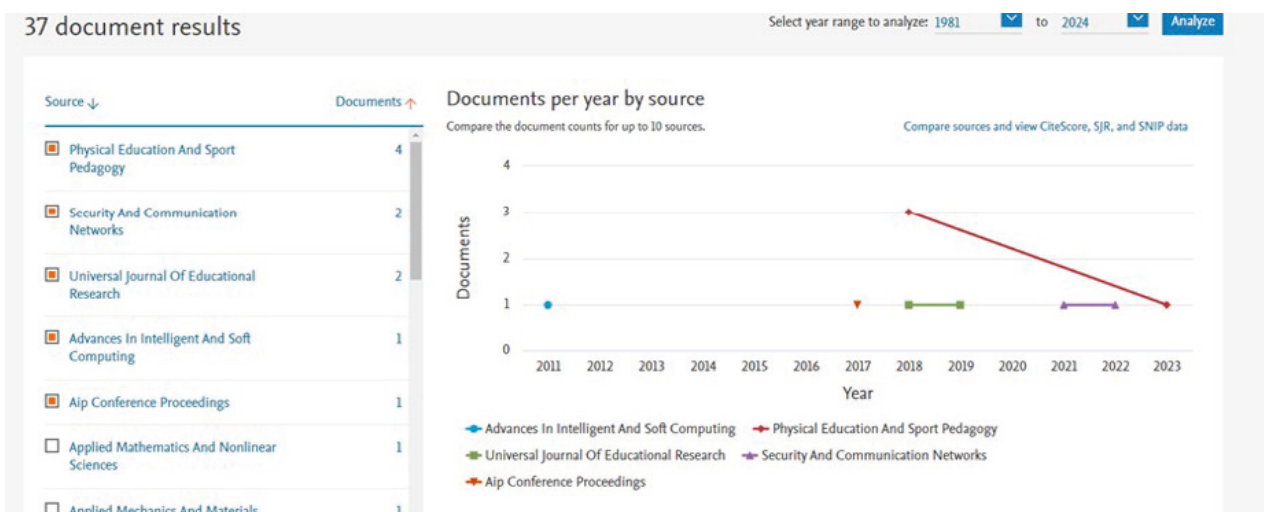 37 document results
Select year range to analyze: 1981 to 2024 Analyze
Source ↓ Documents ↑
Physical Education And Sport
Pedagogy
4
Security And Communication
Networks
2
Universal Journal Of Educational
Research
2
Advances In Intelligent And Soft
Computing
1
Aip Conference Proceedings
1
Applied Mathematics And Nonlinear
Sciences
1
Applied Mechanics And Materials
1
Documents per year by source
Compare the document counts for up to 10 sources.
Compare sources and view CiteScore, SJR, and SNIP data
Documents
4
3
2
1
0
2011 2012 2013 2014 2015 2016 2017 2018 2019 2020 2021 2022 2023
Year
Advances In Intelligent And Soft Computing Physical Education And Sport Pedagogy
Universal Journal Of Educational Research Security And Communication Networks
Aip Conference Proceedings